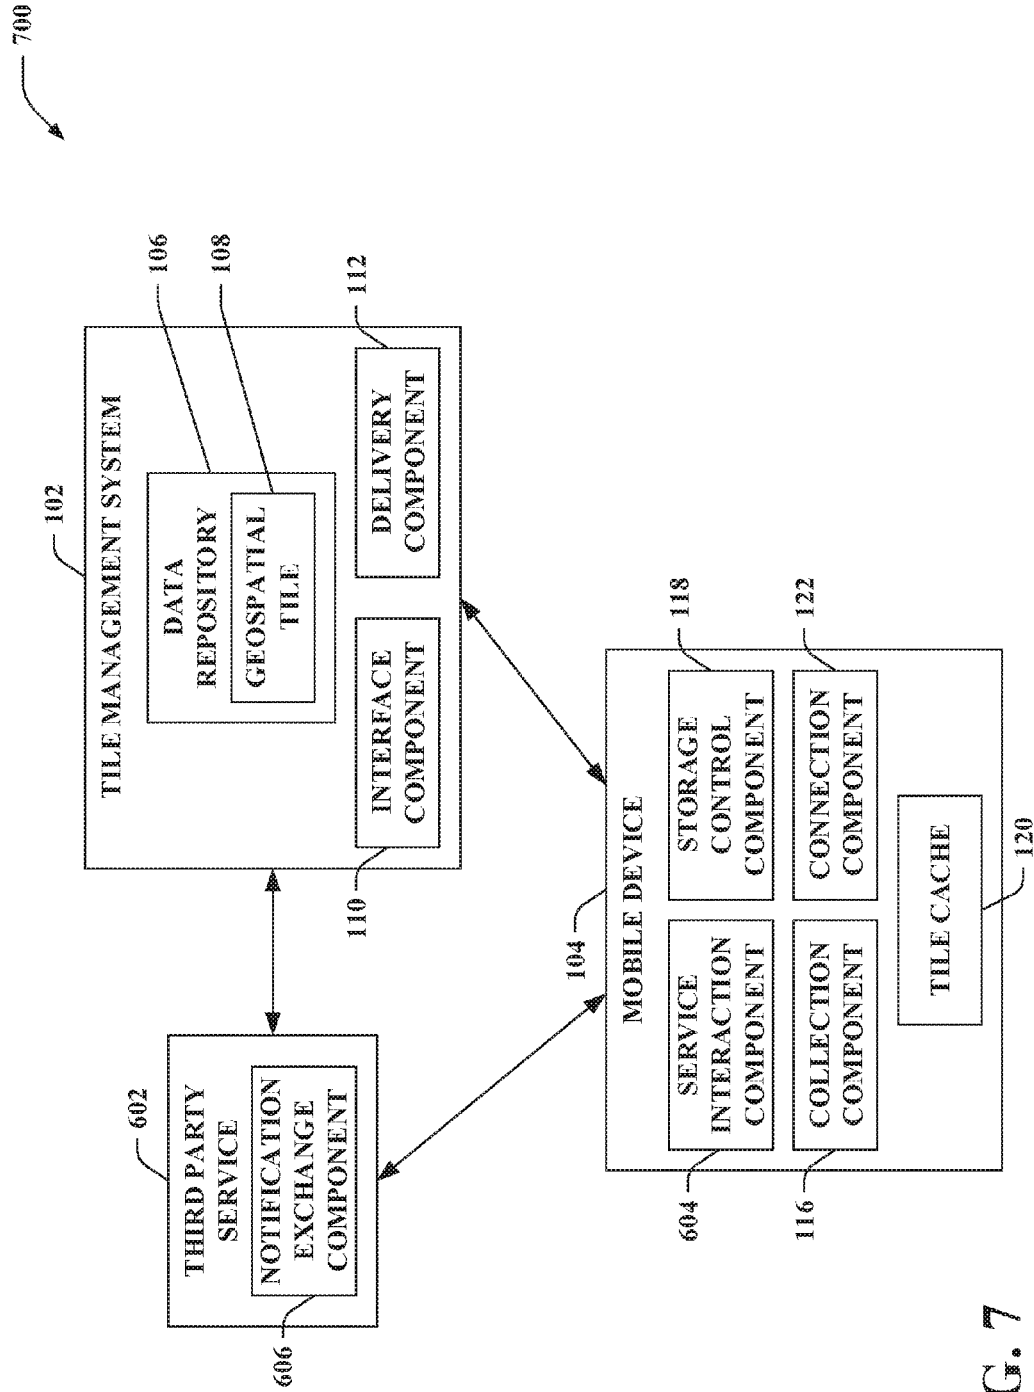 700
602
THIRD PARTY
SERVICE
NOTIFICATION
EXCHANGE
COMPONENT
606
102
TILE MANAGEMENT SYSTEM
DATA
REPOSITORY
GEOSPATIAL
TILE
106
108
INTERFACE
COMPONENT
110
DELIVERY
COMPONENT
112
104
MOBILE DEVICE
SERVICE
INTERACTION
COMPONENT
604
STORAGE
CONTROL
COMPONENT
118
COLLECTION
COMPONENT
116
CONNECTION
COMPONENT
122
TILE CACHE
120
G. 7